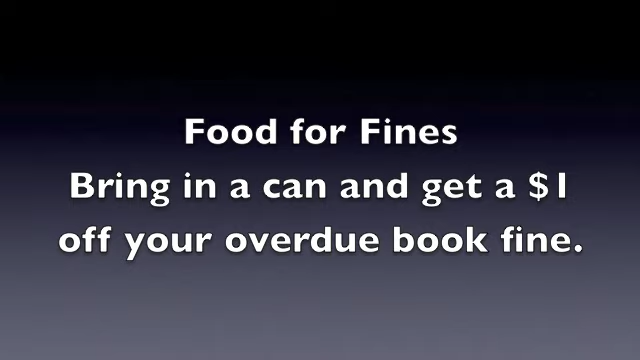 Food for Fines
Bring in a can and get a $1
off your overdue book fine.